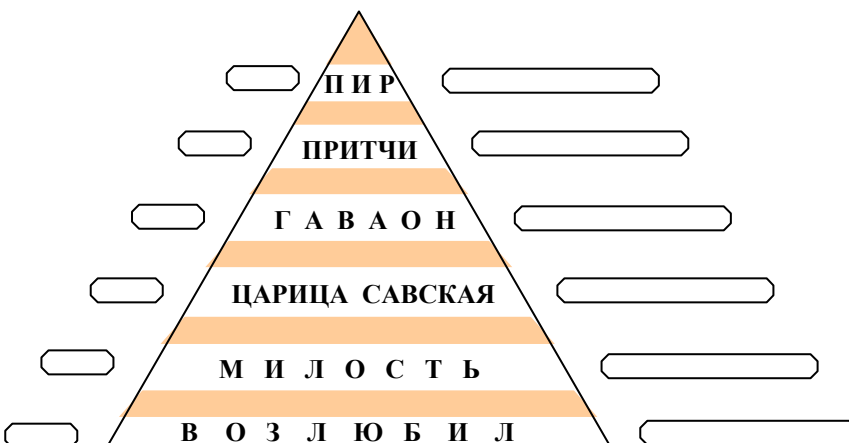 ПИР
ПРИТЧИ
ГАВАОН
ЦАРИЦА САВСКАЯ
МИЛОСТЬ
ВОЗЛЮБИЛ